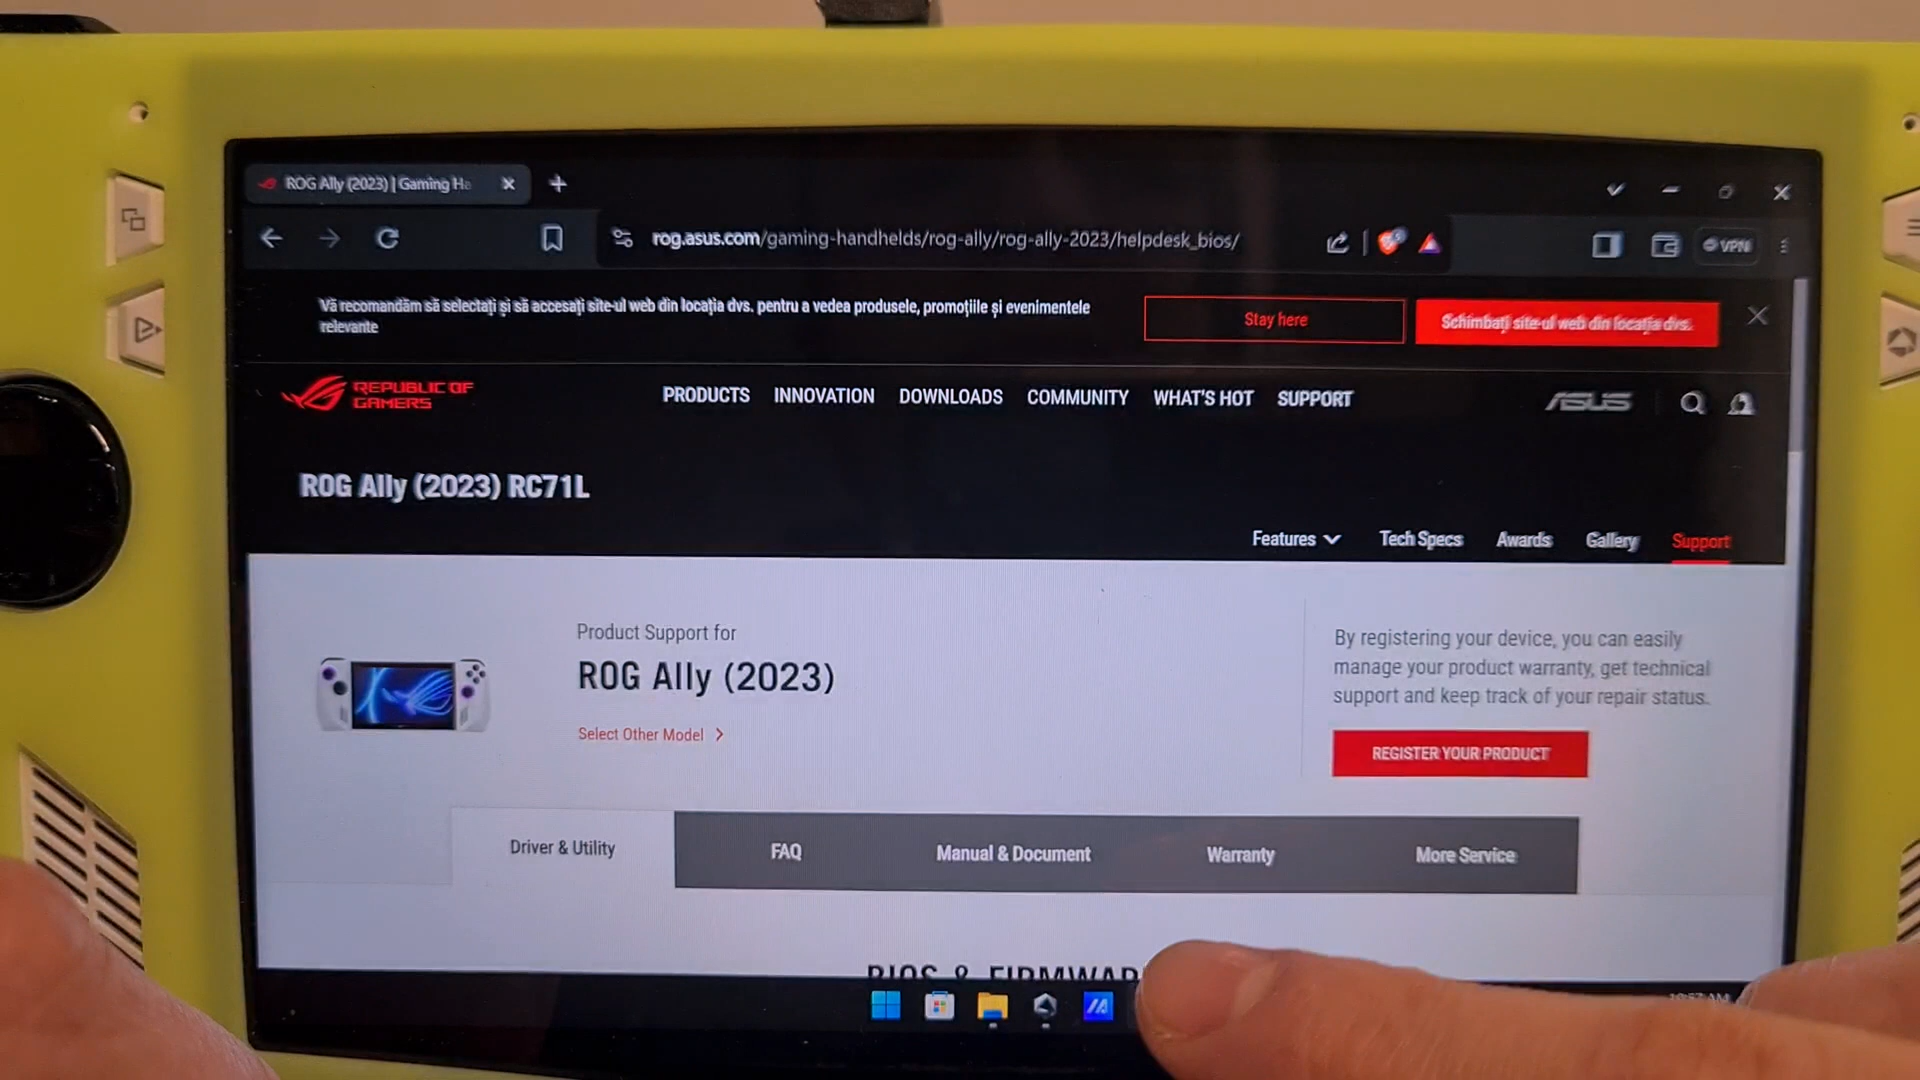 ROG Ally (2023) | Gaming Ha
rog.asus.com/gaming-handhelds/rog-ally/rog-ally-2023/helpdesk_bios/
VPN
Vă recomandăm să selectați și să accesați site-ul web din locația dvs. pentru a vedea produsele, promoțiile și evenimentele
relevante
Stay here
Schimbați site-ul web din locația dvs.
REPUBLIC OF
GAMERS
PRODUCTS INNOVATION DOWNLOADS COMMUNITY WHAT'S HOT SUPPORT
ASUS
ROG Ally (2023) RC71L
Features Tech Specs Awards Gallery Support
Product Support for
ROG Ally (2023)
Select Other Model >
By registering your device, you can easily
manage your product warranty, get technical
support and keep track of your repair status.
REGISTER YOUR PRODUCT
Driver & Utility FAQ Manual & Document Warranty More Service
BIOS & FIRMWARE